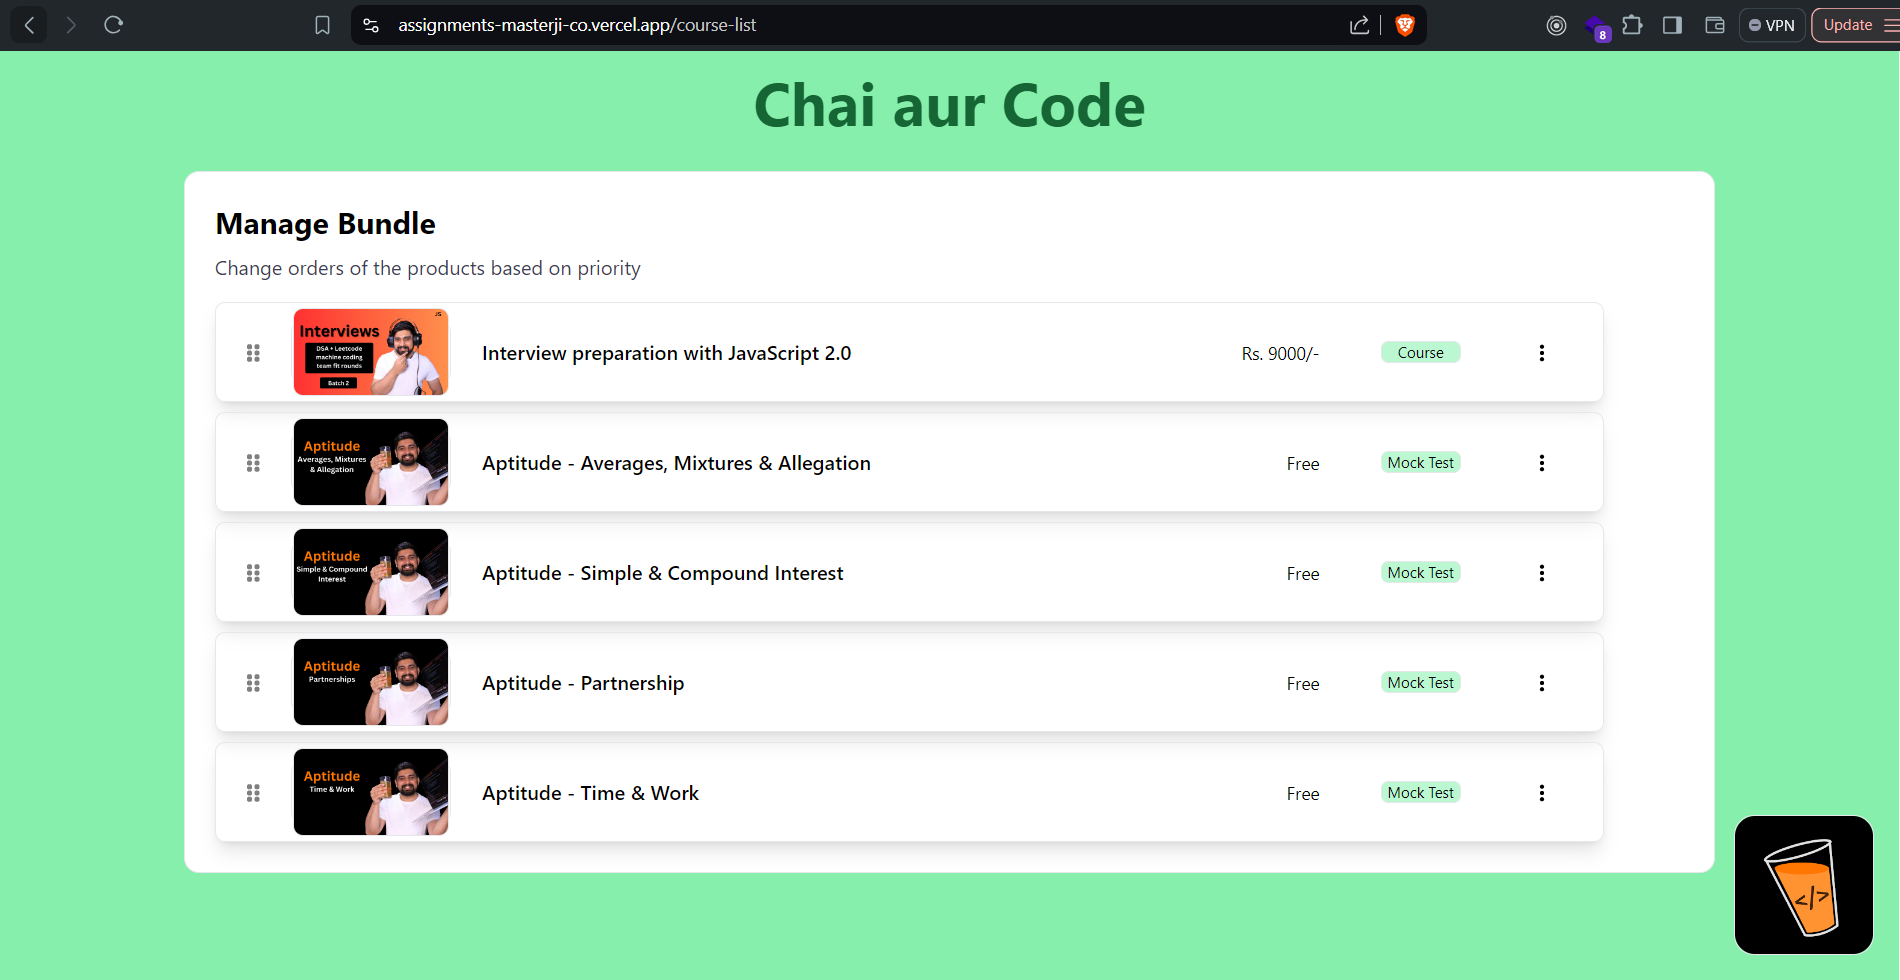 assignments-masterji-co.vercel.app/course-list
8
VPN
Update
Chai aur Code
Manage Bundle
Change orders of the products based on priority
JS
Interviews
DSA + Leetcode
machine coding
team fit rounds
Batch 2
Interview preparation with JavaScript 2.0
Rs. 9000/-
Course
Aptitude
Averages, Mixtures
& Allegation
Aptitude - Averages, Mixtures & Allegation
Free
Mock Test
Aptitude
Simple & Compound
Interest
Aptitude - Simple & Compound Interest
Free
Mock Test
Aptitude
Partnerships
Aptitude - Partnership
Free
Mock Test
Aptitude
Time & Work
Aptitude - Time & Work
Free
Mock Test
</>